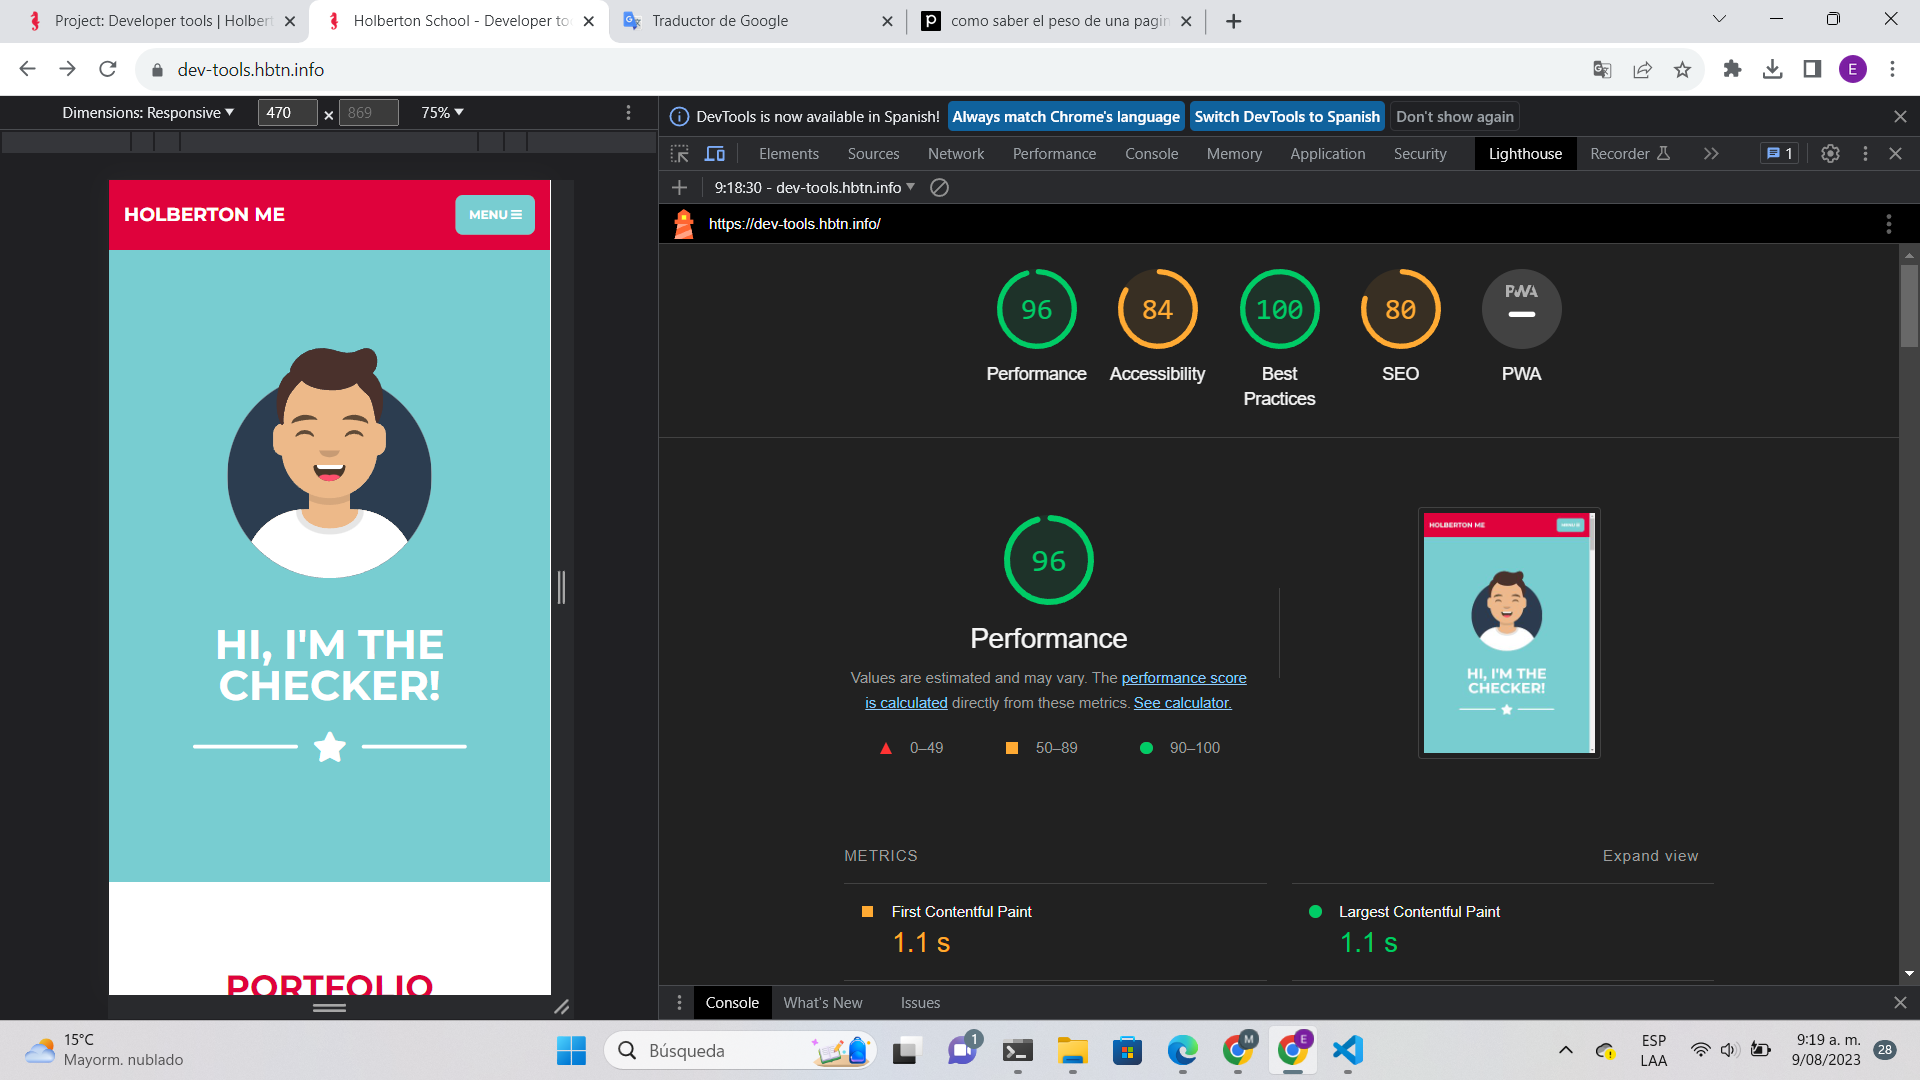 Project: Developer tools | Holbert
Holberton School - Developer too
Traductor de Google
como saber el peso de una pagin
dev-tools.hbtn.info
E
Dimensions: Responsive
470 × 869
75%
DevTools is now available in Spanish!
Always match Chrome's language
Switch DevTools to Spanish
Don't show again
Elements
Sources
Network
Performance
Console
Memory
Application
Security
Lighthouse
Recorder
1
9:18:30 - dev-tools.hbtn.info
https://dev-tools.hbtn.info/
HOLBERTON ME
MENU
HI, I'M THE
CHECKER!
PORTFOLIO
96
84
100
80
PWA
Performance
Accessibility
Best
Practices
SEO
PWA
96
Performance
Values are estimated and may vary. The performance score
is calculated directly from these metrics. See calculator.
0–49
50–89
90–100
HOLBERTON ME
MENU
HI, I'M THE
CHECKER!
METRICS
Expand view
First Contentful Paint
1.1 s
Largest Contentful Paint
1.1 s
Console
What's New
Issues
15°C
Mayorm. nublado
Búsqueda
1
M
E
ESP
LAA
9:19 a. m.
9/08/2023
28